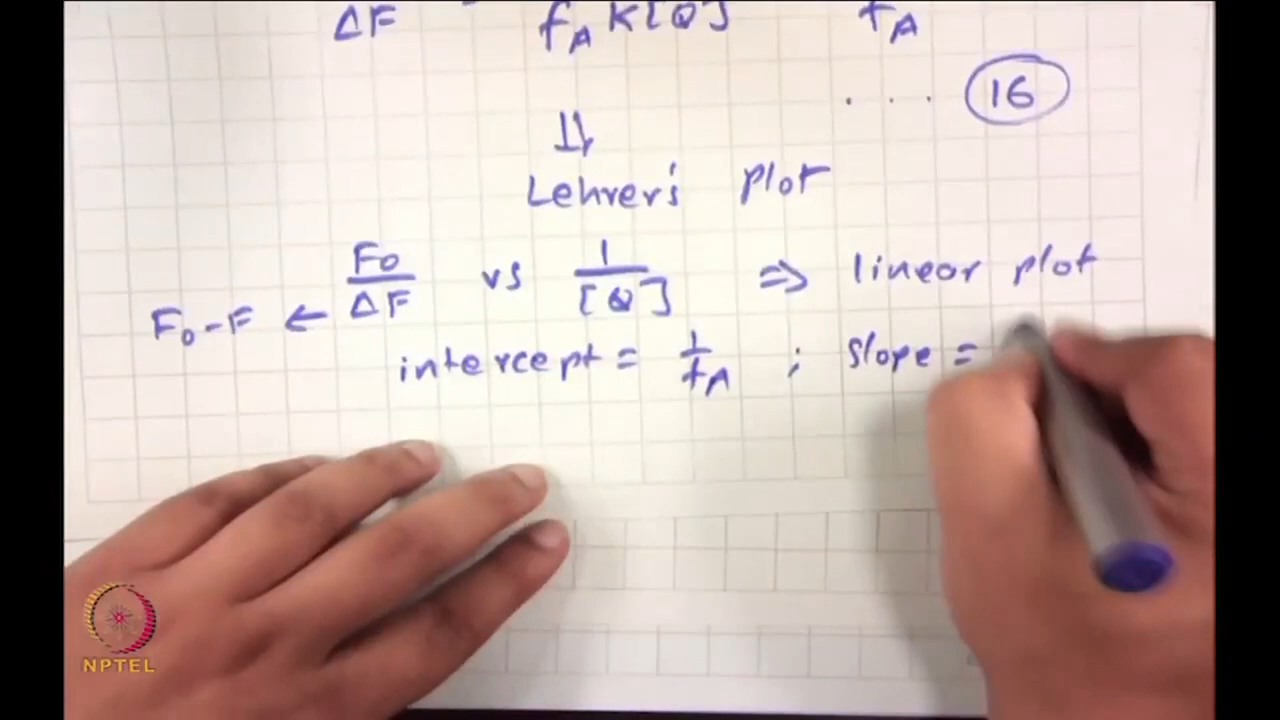 ΔF f_A K[Q] f_A
.... 16
⇓
Lehrer's plot
F₀/ΔF vs 1/[Q] ⇒ linear plot
F₀-F ←
intercept = 1/f_A ; slope =
NPTEL